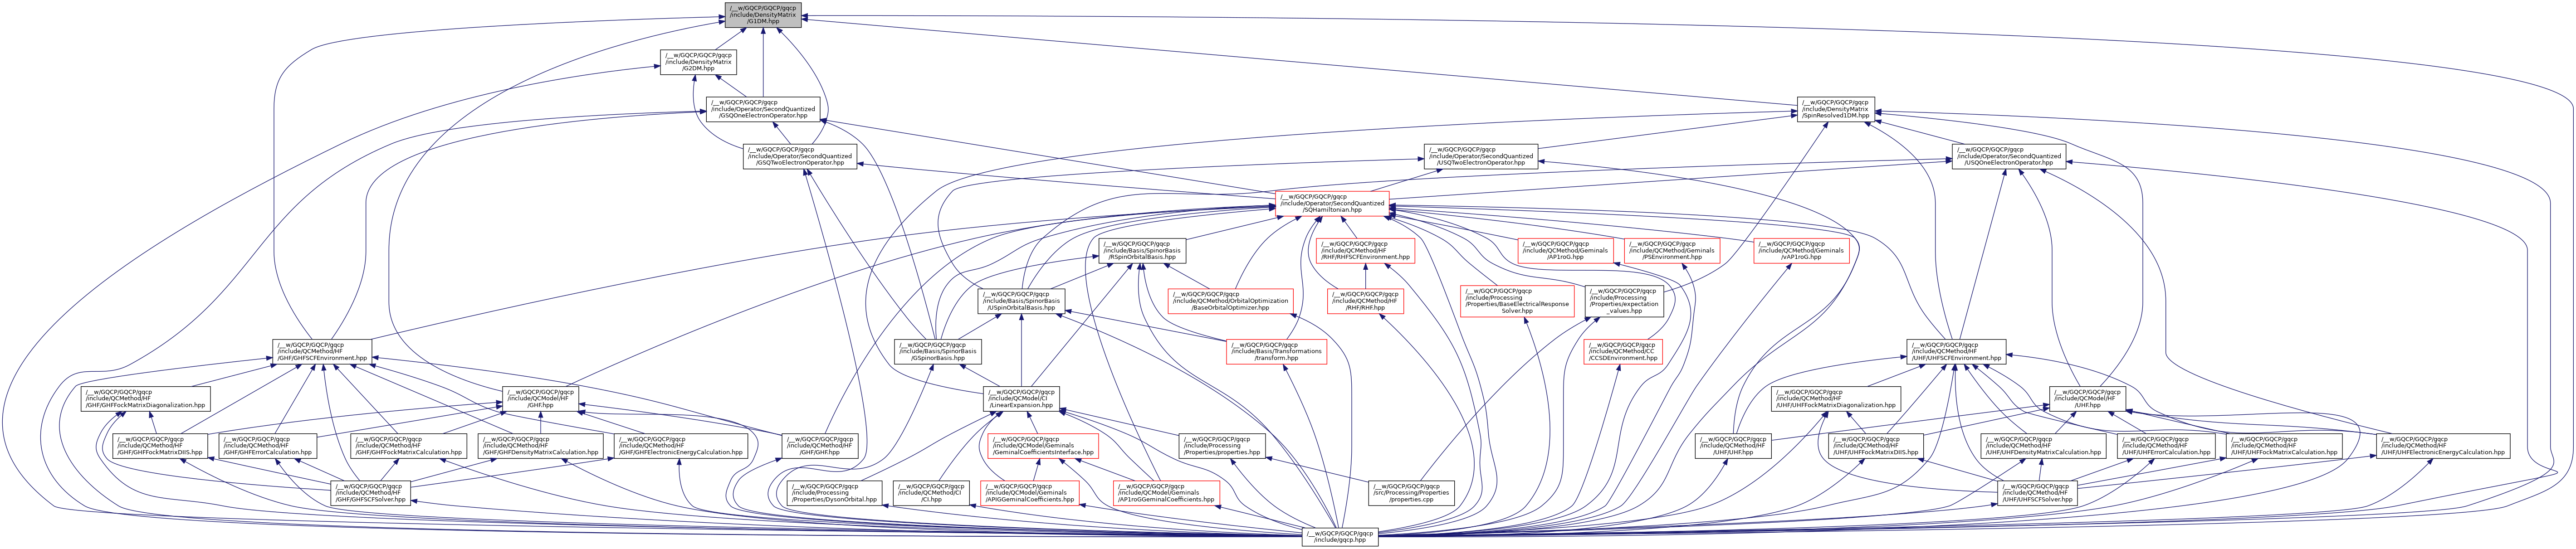 /__w/GQCP/GQCP/gqcp
/include/DensityMatrix
/G1DM.hpp
/__w/GQCP/GQCP/gqcp
/include/DensityMatrix
/G2DM.hpp
/__w/GQCP/GQCP/gqcp
/include/Operator/SecondQuantized
/GSQOneElectronOperator.hpp
/__w/GQCP/GQCP/gqcp
/include/DensityMatrix
/SpinResolved1DM.hpp
/__w/GQCP/GQCP/gqcp
/include/Operator/SecondQuantized
/GSQTwoElectronOperator.hpp
/__w/GQCP/GQCP/gqcp
/include/Operator/SecondQuantized
/USQTwoElectronOperator.hpp
/__w/GQCP/GQCP/gqcp
/include/Operator/SecondQuantized
/USQOneElectronOperator.hpp
/__w/GQCP/GQCP/gqcp
/include/Operator/SecondQuantized
/SQHamiltonian.hpp
/__w/GQCP/GQCP/gqcp
/include/Basis/SpinorBasis
/RSpinOrbitalBasis.hpp
/__w/GQCP/GQCP/gqcp
/include/QCMethod/HF
/RHF/RHFSCFEnvironment.hpp
/__w/GQCP/GQCP/gqcp
/include/QCMethod/Geminals
/AP1roG.hpp
/__w/GQCP/GQCP/gqcp
/include/QCMethod/Geminals
/PSEnvironment.hpp
/__w/GQCP/GQCP/gqcp
/include/QCMethod/Geminals
/vAP1roG.hpp
/__w/GQCP/GQCP/gqcp
/include/Basis/SpinorBasis
/USpinOrbitalBasis.hpp
/__w/GQCP/GQCP/gqcp
/include/QCMethod/OrbitalOptimization
/BaseOrbitalOptimizer.hpp
/__w/GQCP/GQCP/gqcp
/include/QCMethod/HF
/RHF/RHF.hpp
/__w/GQCP/GQCP/gqcp
/include/Processing
/Properties/BaseElectricalResponse
Solver.hpp
/__w/GQCP/GQCP/gqcp
/include/Processing
/Properties/expectation
_values.hpp
/__w/GQCP/GQCP/gqcp
/include/QCMethod/HF
/GHF/GHFSCFEnvironment.hpp
/__w/GQCP/GQCP/gqcp
/include/Basis/SpinorBasis
/GSpinorBasis.hpp
/__w/GQCP/GQCP/gqcp
/include/Basis/Transformations
/transform.hpp
/__w/GQCP/GQCP/gqcp
/include/QCMethod/CC
/CCSDEnvironment.hpp
/__w/GQCP/GQCP/gqcp
/include/QCMethod/HF
/UHF/UHFSCFEnvironment.hpp
/__w/GQCP/GQCP/gqcp
/include/QCMethod/HF
/GHF/GHFFockMatrixDiagonalization.hpp
/__w/GQCP/GQCP/gqcp
/include/QCModel/HF
/GHF.hpp
/__w/GQCP/GQCP/gqcp
/include/QCModel/CI
/LinearExpansion.hpp
/__w/GQCP/GQCP/gqcp
/include/QCMethod/HF
/UHF/UHFFockMatrixDiagonalization.hpp
/__w/GQCP/GQCP/gqcp
/include/QCModel/HF
/UHF.hpp
/__w/GQCP/GQCP/gqcp
/include/QCMethod/HF
/GHF/GHFFockMatrixDIIS.hpp
/__w/GQCP/GQCP/gqcp
/include/QCMethod/HF
/GHF/GHFErrorCalculation.hpp
/__w/GQCP/GQCP/gqcp
/include/QCMethod/HF
/GHF/GHFFockMatrixCalculation.hpp
/__w/GQCP/GQCP/gqcp
/include/QCMethod/HF
/GHF/GHFDensityMatrixCalculation.hpp
/__w/GQCP/GQCP/gqcp
/include/QCMethod/HF
/GHF/GHFElectronicEnergyCalculation.hpp
/__w/GQCP/GQCP/gqcp
/include/QCMethod/HF
/GHF/GHF.hpp
/__w/GQCP/GQCP/gqcp
/include/QCModel/Geminals
/GeminalCoefficientsInterface.hpp
/__w/GQCP/GQCP/gqcp
/include/Processing
/Properties/properties.hpp
/__w/GQCP/GQCP/gqcp
/include/QCMethod/HF
/UHF/UHF.hpp
/__w/GQCP/GQCP/gqcp
/include/QCMethod/HF
/UHF/UHFFockMatrixDIIS.hpp
/__w/GQCP/GQCP/gqcp
/include/QCMethod/HF
/UHF/UHFDensityMatrixCalculation.hpp
/__w/GQCP/GQCP/gqcp
/include/QCMethod/HF
/UHF/UHFErrorCalculation.hpp
/__w/GQCP/GQCP/gqcp
/include/QCMethod/HF
/UHF/UHFFockMatrixCalculation.hpp
/__w/GQCP/GQCP/gqcp
/include/QCMethod/HF
/UHF/UHFElectronicEnergyCalculation.hpp
/__w/GQCP/GQCP/gqcp
/include/QCMethod/HF
/GHF/GHFSCFSolver.hpp
/__w/GQCP/GQCP/gqcp
/include/Processing
/Properties/DysonOrbital.hpp
/__w/GQCP/GQCP/gqcp
/include/QCMethod/CI
/CI.hpp
/__w/GQCP/GQCP/gqcp
/include/QCModel/Geminals
/APIGGeminalCoefficients.hpp
/__w/GQCP/GQCP/gqcp
/include/QCModel/Geminals
/AP1roGGeminalCoefficients.hpp
/__w/GQCP/GQCP/gqcp
/src/Processing/Properties
/properties.cpp
/__w/GQCP/GQCP/gqcp
/include/QCMethod/HF
/UHF/UHFSCFSolver.hpp
/__w/GQCP/GQCP/gqcp
/include/gqcp.hpp